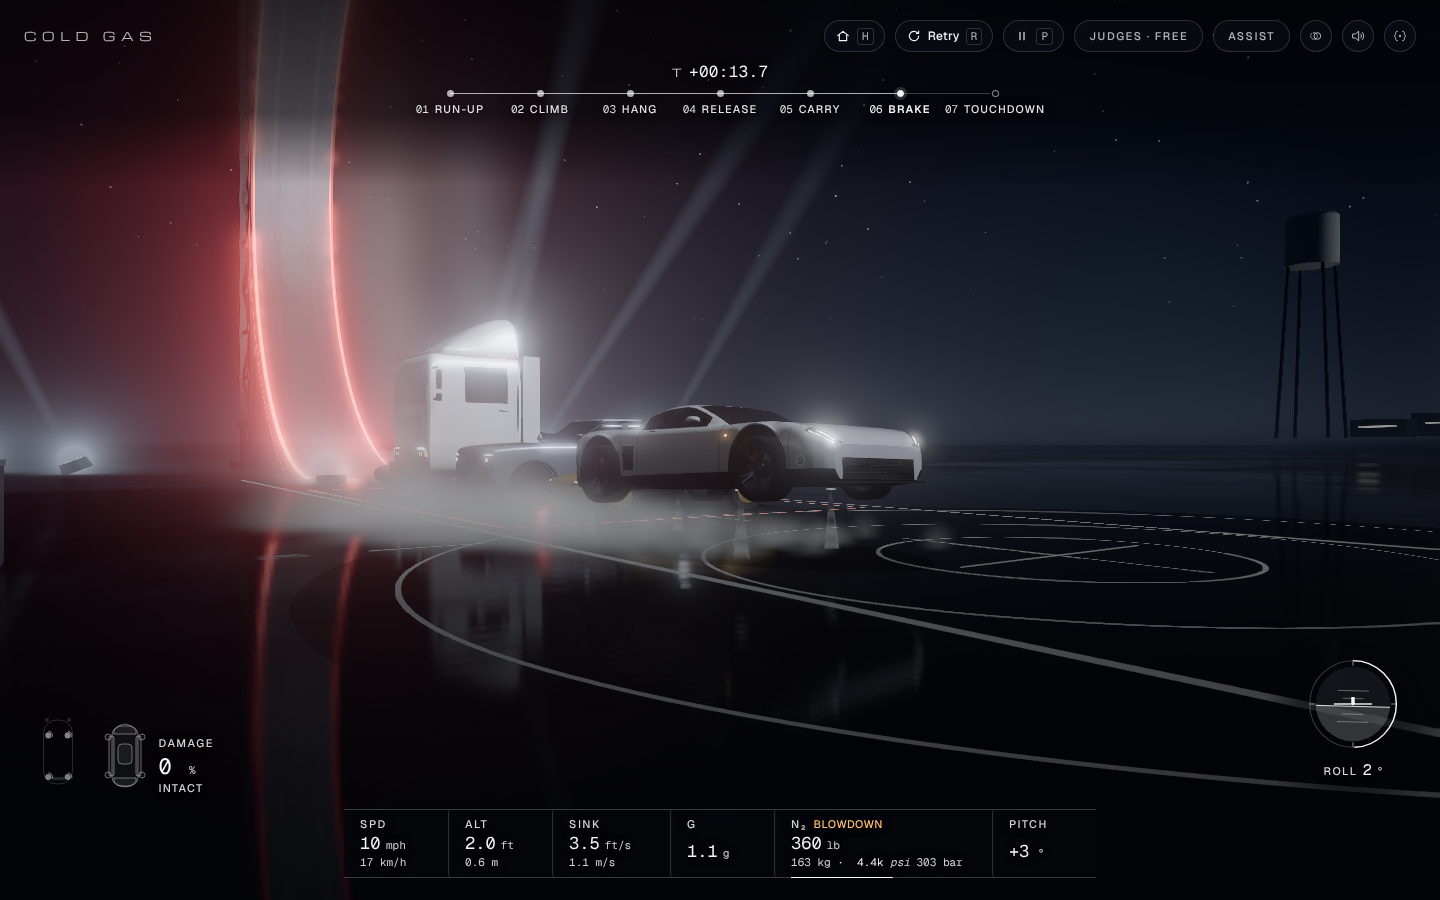 COLD GAS
H
Retry R
P
JUDGES · FREE
ASSIST
T +00:13.7
01 RUN-UP
02 CLIMB
03 HANG
04 RELEASE
05 CARRY
06 BRAKE
07 TOUCHDOWN
DAMAGE
0 %
INTACT
ROLL 2 °
SPD
10 mph
17 km/h
ALT
2.0 ft
0.6 m
SINK
3.5 ft/s
1.1 m/s
G
1.1 g
N₂ BLOWDOWN
360 lb
163 kg · 4.4k psi 303 bar
PITCH
+3 °